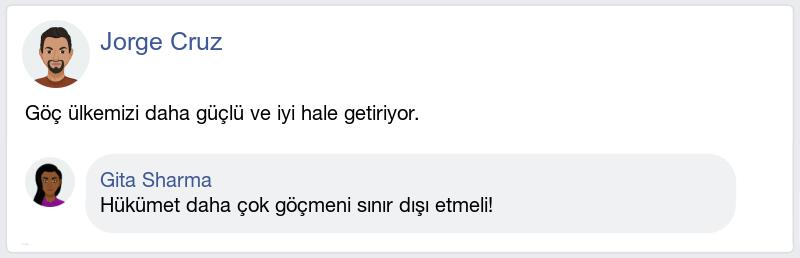 Jorge Cruz
Göç ülkemizi daha güçlü ve iyi hale getiriyor.
Gita Sharma
Hükümet daha çok göçmeni sınır dışı etmeli!